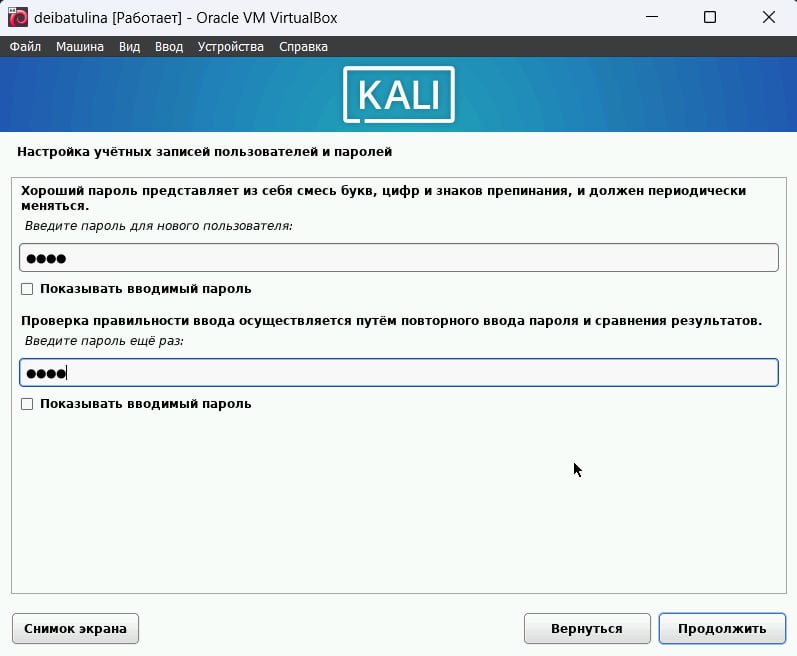 deibatulina [Работает] - Oracle VM VirtualBox
Файл Машина Вид Ввод Устройства Справка
KALI
Настройка учётных записей пользователей и паролей
Хороший пароль представляет из себя смесь букв, цифр и знаков препинания, и должен периодически
меняться.
Введите пароль для нового пользователя:
●●●●
Показывать вводимый пароль
Проверка правильности ввода осуществляется путём повторного ввода пароля и сравнения результатов.
Введите пароль ещё раз:
●●●●
Показывать вводимый пароль
Снимок экрана Вернуться Продолжить